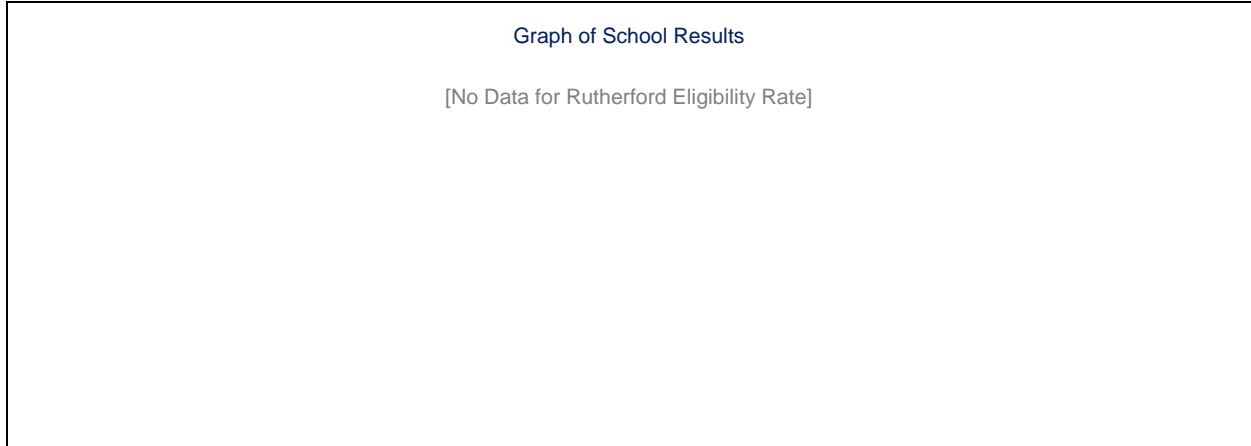 Graph of School Results
[No Data for Rutherford Eligibility Rate]